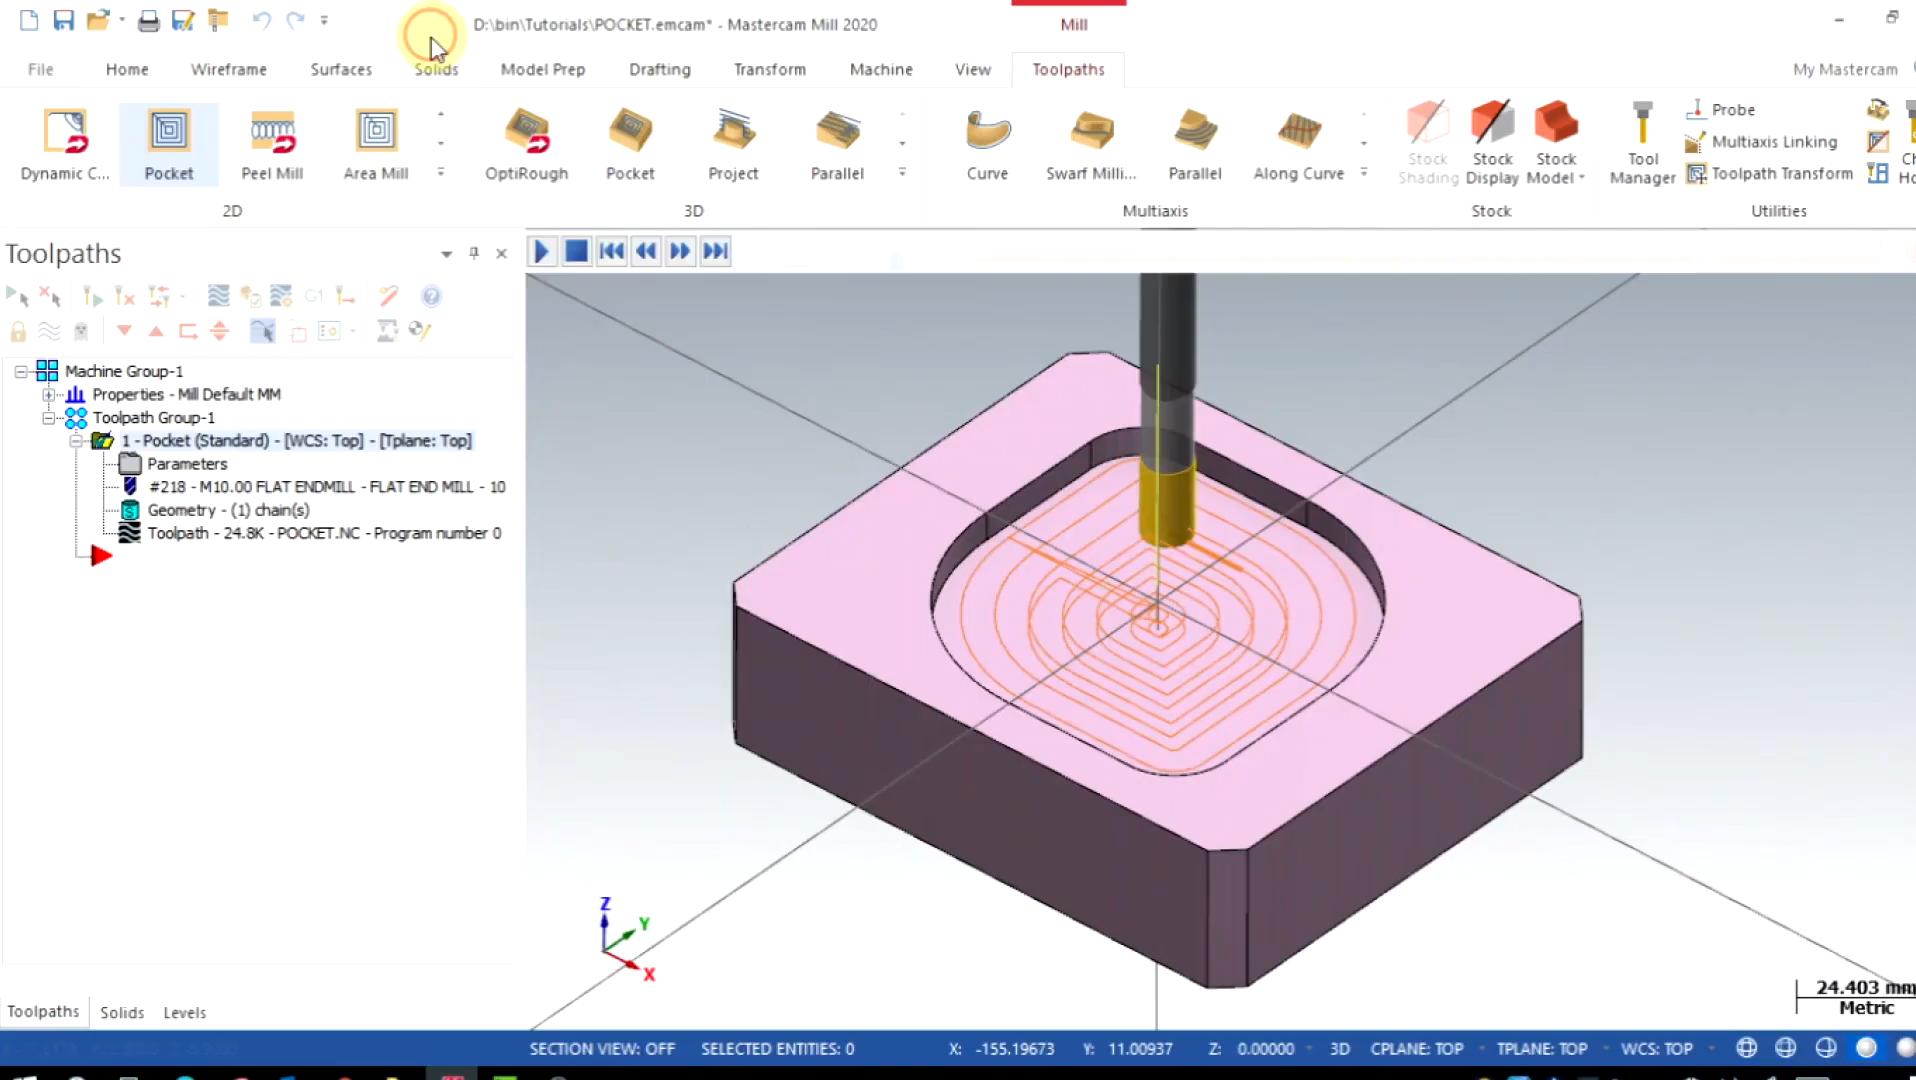 D:\bin\Tutorials\POCKET.emcam* - Mastercam Mill 2020
Mill
File
Home
Wireframe
Surfaces
Solids
Model Prep
Drafting
Transform
Machine
View
Toolpaths
My Mastercam
Dynamic C...
Pocket
Peel Mill
Area Mill
OptiRough
Pocket
Project
Parallel
Curve
Swarf Milli...
Parallel
Along Curve
Stock Shading
Stock Display
Stock Model
Tool Manager
Probe
Multiaxis Linking
Toolpath Transform
2D
3D
Multiaxis
Stock
Utilities
Toolpaths
G1
Machine Group-1
Properties - Mill Default MM
Toolpath Group-1
1 - Pocket (Standard) - [WCS: Top] - [Tplane: Top]
Parameters
#218 - M10.00 FLAT ENDMILL - FLAT END MILL - 10
Geometry - (1) chain(s)
Toolpath - 24.8K - POCKET.NC - Program number 0
Z
Y
X
24.403 mm
Metric
Toolpaths
Solids
Levels
SECTION VIEW: OFF
SELECTED ENTITIES: 0
X: -155.19673
Y: 11.00937
Z: 0.00000
3D
CPLANE: TOP
TPLANE: TOP
WCS: TOP